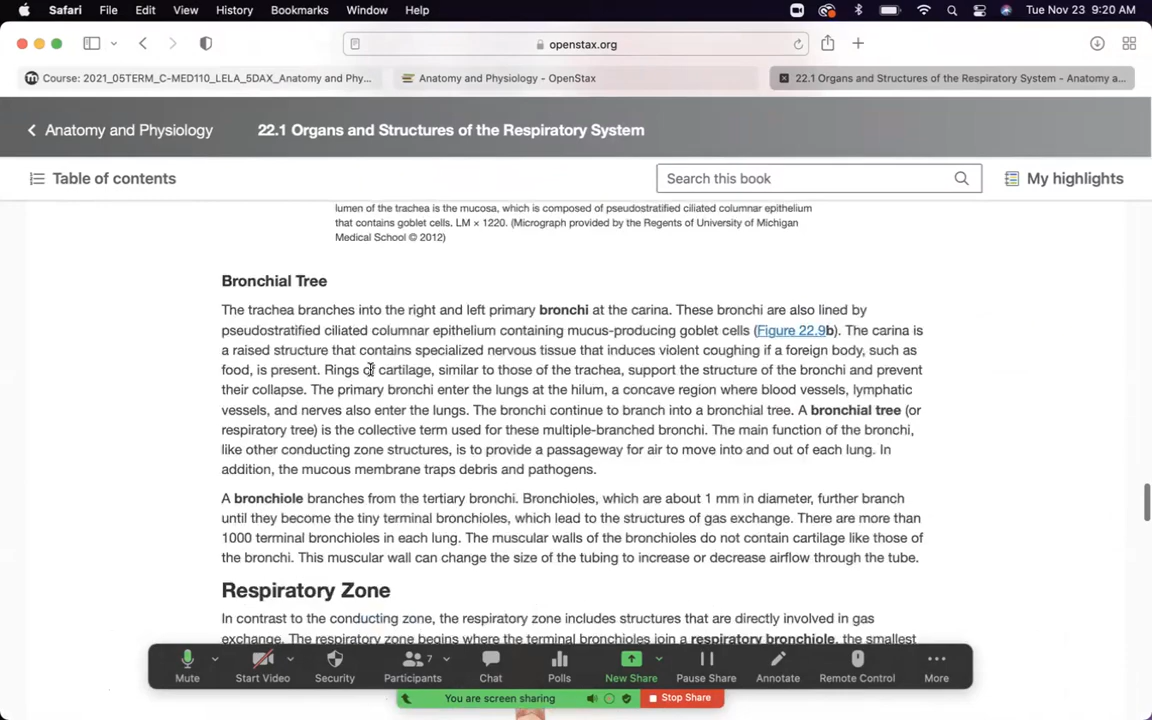 Safari File Edit View History Bookmarks Window Help Tue Nov 23 9:20 AM
openstax.org
Course: 2021_05TERM_C-MED110_LELA_5DAX_Anatomy and Phy... Anatomy and Physiology - OpenStax 22.1 Organs and Structures of the Respiratory System - Anatomy a...
Anatomy and Physiology 22.1 Organs and Structures of the Respiratory System
Table of contents Search this book My highlights
lumen of the trachea is the mucosa, which is composed of pseudostratified ciliated columnar epithelium
that contains goblet cells. LM × 1220. (Micrograph provided by the Regents of University of Michigan
Medical School © 2012)
Bronchial Tree
The trachea branches into the right and left primary bronchi at the carina. These bronchi are also lined by
pseudostratified ciliated columnar epithelium containing mucus-producing goblet cells (Figure 22.9b). The carina is
a raised structure that contains specialized nervous tissue that induces violent coughing if a foreign body, such as
food, is present. Rings of cartilage, similar to those of the trachea, support the structure of the bronchi and prevent
their collapse. The primary bronchi enter the lungs at the hilum, a concave region where blood vessels, lymphatic
vessels, and nerves also enter the lungs. The bronchi continue to branch into a bronchial tree. A bronchial tree (or
respiratory tree) is the collective term used for these multiple-branched bronchi. The main function of the bronchi,
like other conducting zone structures, is to provide a passageway for air to move into and out of each lung. In
addition, the mucous membrane traps debris and pathogens.
A bronchiole branches from the tertiary bronchi. Bronchioles, which are about 1 mm in diameter, further branch
until they become the tiny terminal bronchioles, which lead to the structures of gas exchange. There are more than
1000 terminal bronchioles in each lung. The muscular walls of the bronchioles do not contain cartilage like those of
the bronchi. This muscular wall can change the size of the tubing to increase or decrease airflow through the tube.
Respiratory Zone
In contrast to the conducting zone, the respiratory zone includes structures that are directly involved in gas
exchange. The respiratory zone begins where the terminal bronchioles join a respiratory bronchiole, the smallest
7
Mute Start Video Security Participants Chat Polls New Share Pause Share Annotate Remote Control More
You are screen sharing Stop Share